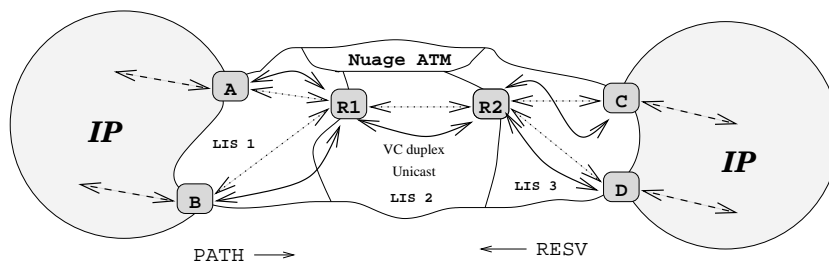 Nuage ATM
A
C
R1
R2
IP
IP
LIS 1
VC duplex
Unicast
LIS 2
LIS 3
B
D
PATH
RESV